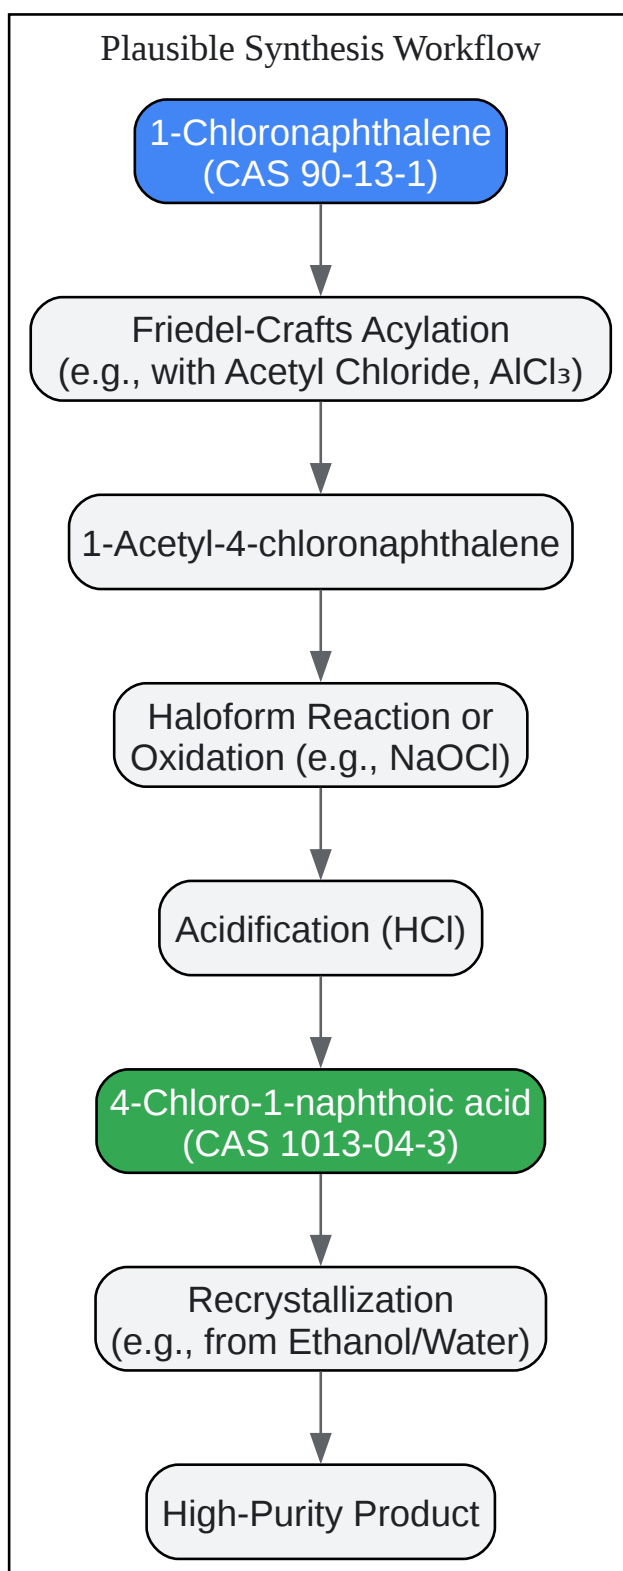 Plausible Synthesis Workflow
1-Chloronaphthalene
(CAS 90-13-1)
Friedel-Crafts Acylation
(e.g., with Acetyl Chloride, AlCl₃)
1-Acetyl-4-chloronaphthalene
Haloform Reaction or
Oxidation (e.g., NaOCl)
Acidification (HCl)
4-Chloro-1-naphthoic acid
(CAS 1013-04-3)
Recrystallization
(e.g., from Ethanol/Water)
High-Purity Product